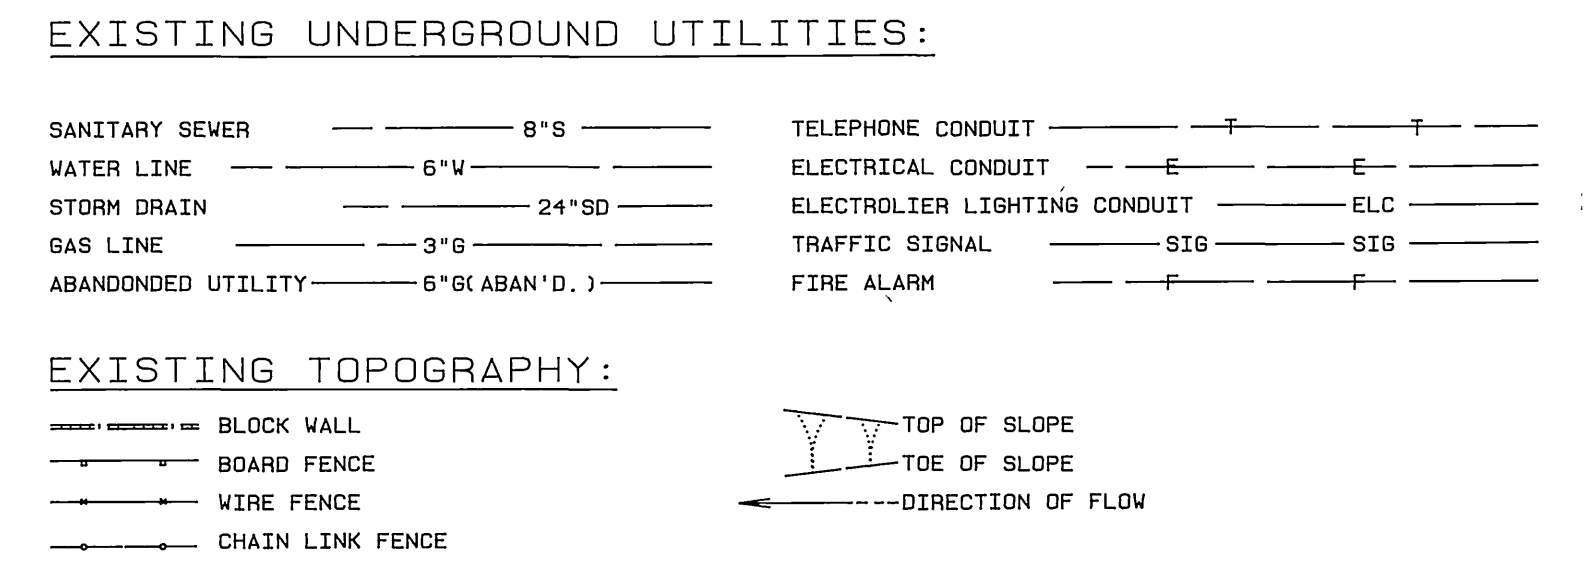 EXISTING UNDERGROUND UTILITIES:
SANITARY SEWER 8"S
WATER LINE 6"W
STORM DRAIN 24"SD
GAS LINE 3"G
ABANDONDED UTILITY 6"G(ABAN'D.)
TELEPHONE CONDUIT T T
ELECTRICAL CONDUIT E E
ELECTROLIER LIGHTING CONDUIT ELC
TRAFFIC SIGNAL SIG SIG
FIRE ALARM F F
EXISTING TOPOGRAPHY:
BLOCK WALL
BOARD FENCE
WIRE FENCE
CHAIN LINK FENCE
TOP OF SLOPE
TOE OF SLOPE
DIRECTION OF FLOW